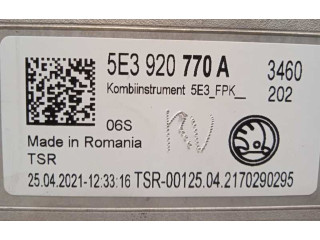 5E3 920 770 A
3460
Kombiinstrument 5E3_FPK__
202
06S
Made in Romania
TSR
25.04.2021-12:33:16 TSR-00125.04.2170290295